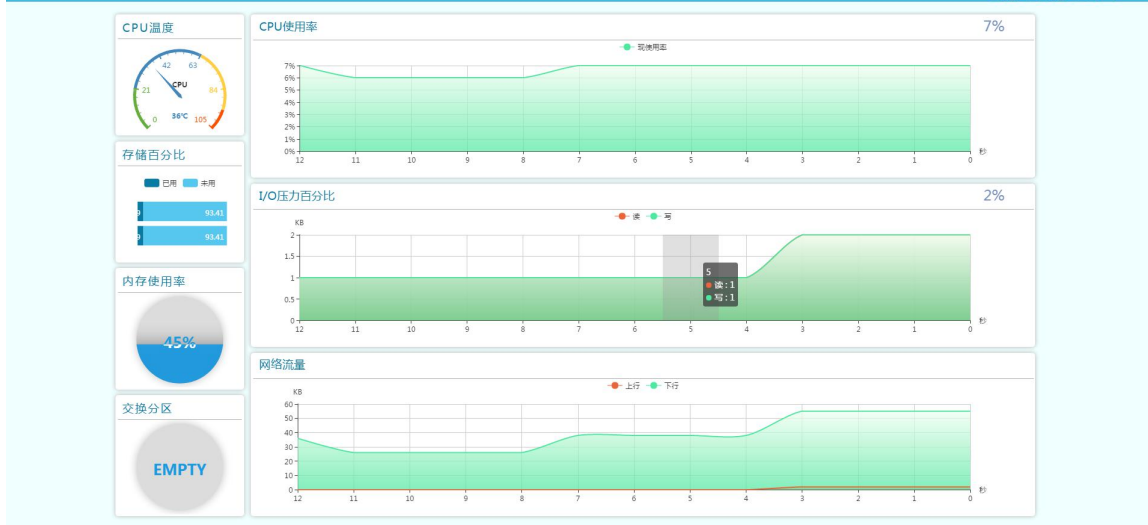 CPU温度
42 63
21 CPU 84
0 36℃ 105
存储百分比
已用 未用
9 93.41
9 93.41
内存使用率
45%
交换分区
EMPTY
CPU使用率 7%
现使用率
7%
6%
5%
4%
3%
2%
1%
0%
12 11 10 9 8 7 6 5 4 3 2 1 0 秒
I/O压力百分比 2%
读 写
KB
2
1.5
1
0.5
0
5
读:1
写:1
12 11 10 9 8 7 6 5 4 3 2 1 0 秒
网络流量
上行 下行
KB
60
50
40
30
20
10
0
12 11 10 9 8 7 6 5 4 3 2 1 0 秒